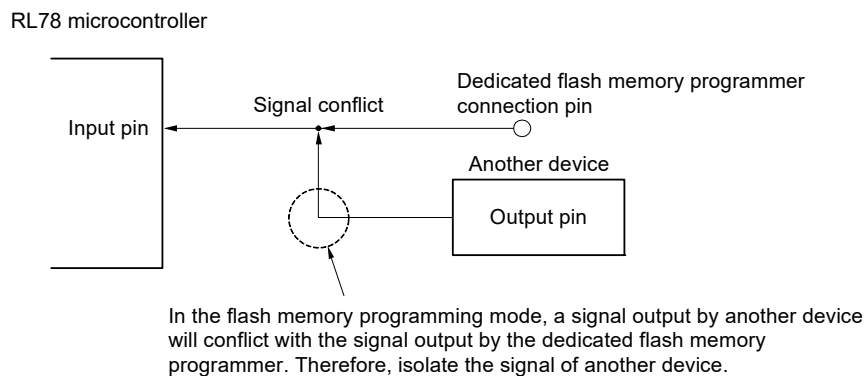 RL78 microcontroller
Dedicated flash memory programmer
connection pin
Signal conflict
Input pin
Another device
Output pin
In the flash memory programming mode, a signal output by another device
will conflict with the signal output by the dedicated flash memory
programmer. Therefore, isolate the signal of another device.